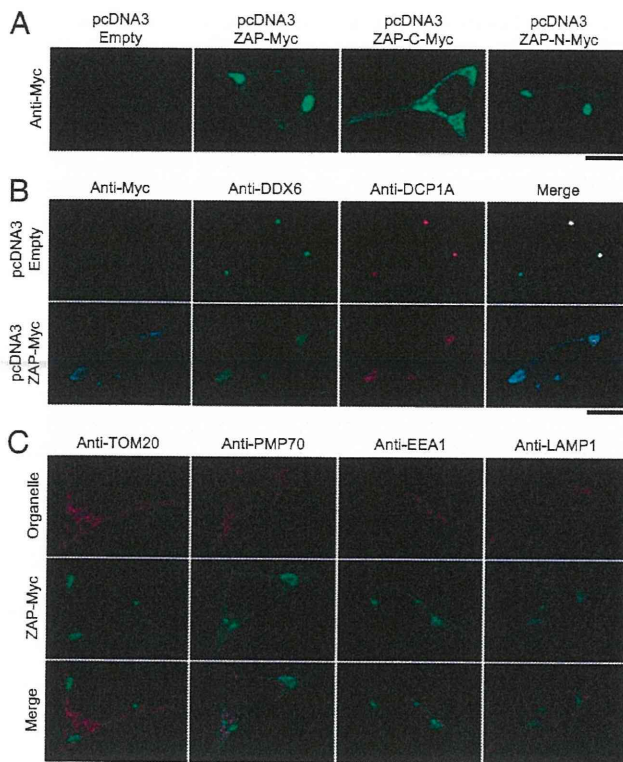 A
pcDNA3 Empty
pcDNA3 ZAP-Myc
pcDNA3 ZAP-C-Myc
pcDNA3 ZAP-N-Myc
Anti-Myc
B
Anti-Myc
Anti-DDX6
Anti-DCP1A
Merge
pcDNA3 Empty
pcDNA3 ZAP-Myc
C
Anti-TOM20
Anti-PMP70
Anti-EEA1
Anti-LAMP1
Organelle
ZAP-Myc
Merge